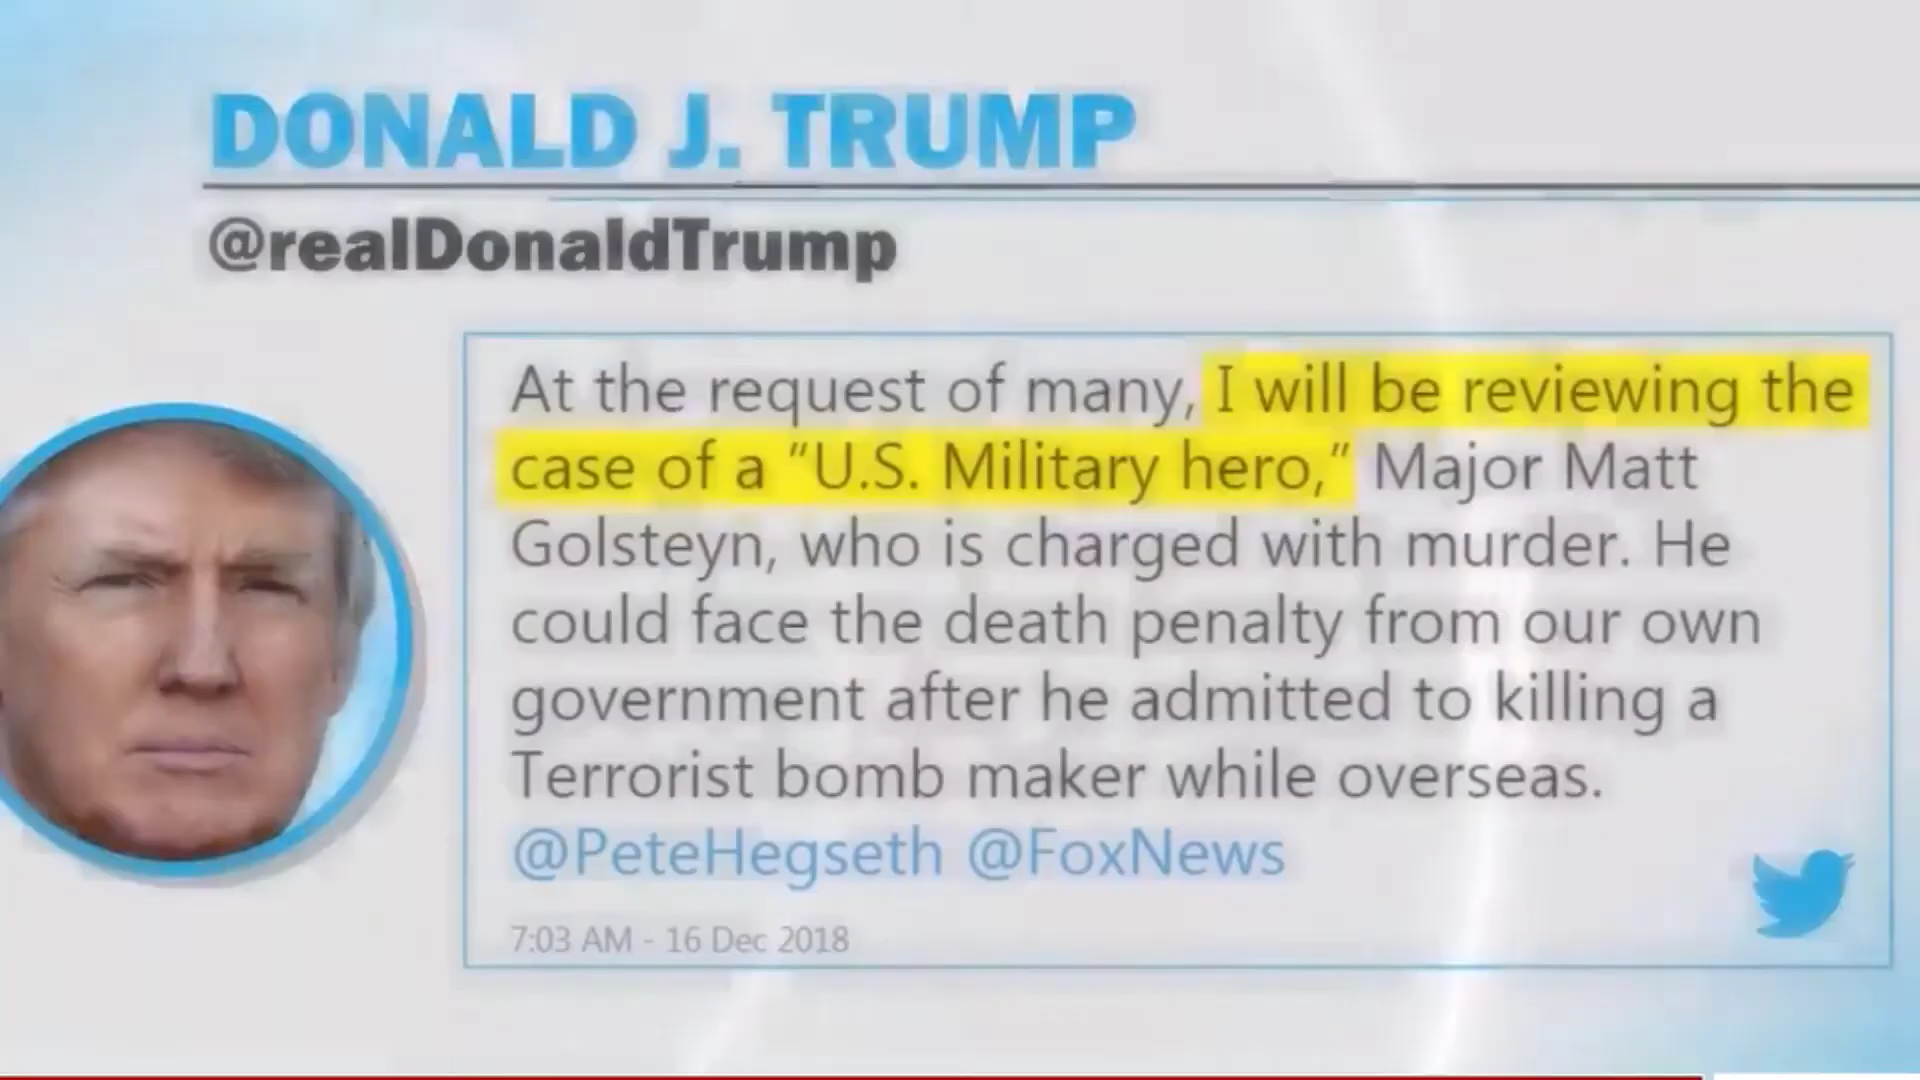 DONALD J. TRUMP
@realDonaldTrump
At the request of many, I will be reviewing the
case of a “U.S. Military hero,” Major Matt
Golsteyn, who is charged with murder. He
could face the death penalty from our own
government after he admitted to killing a
Terrorist bomb maker while overseas.
@PeteHegseth @FoxNews
7:03 AM - 16 Dec 2018